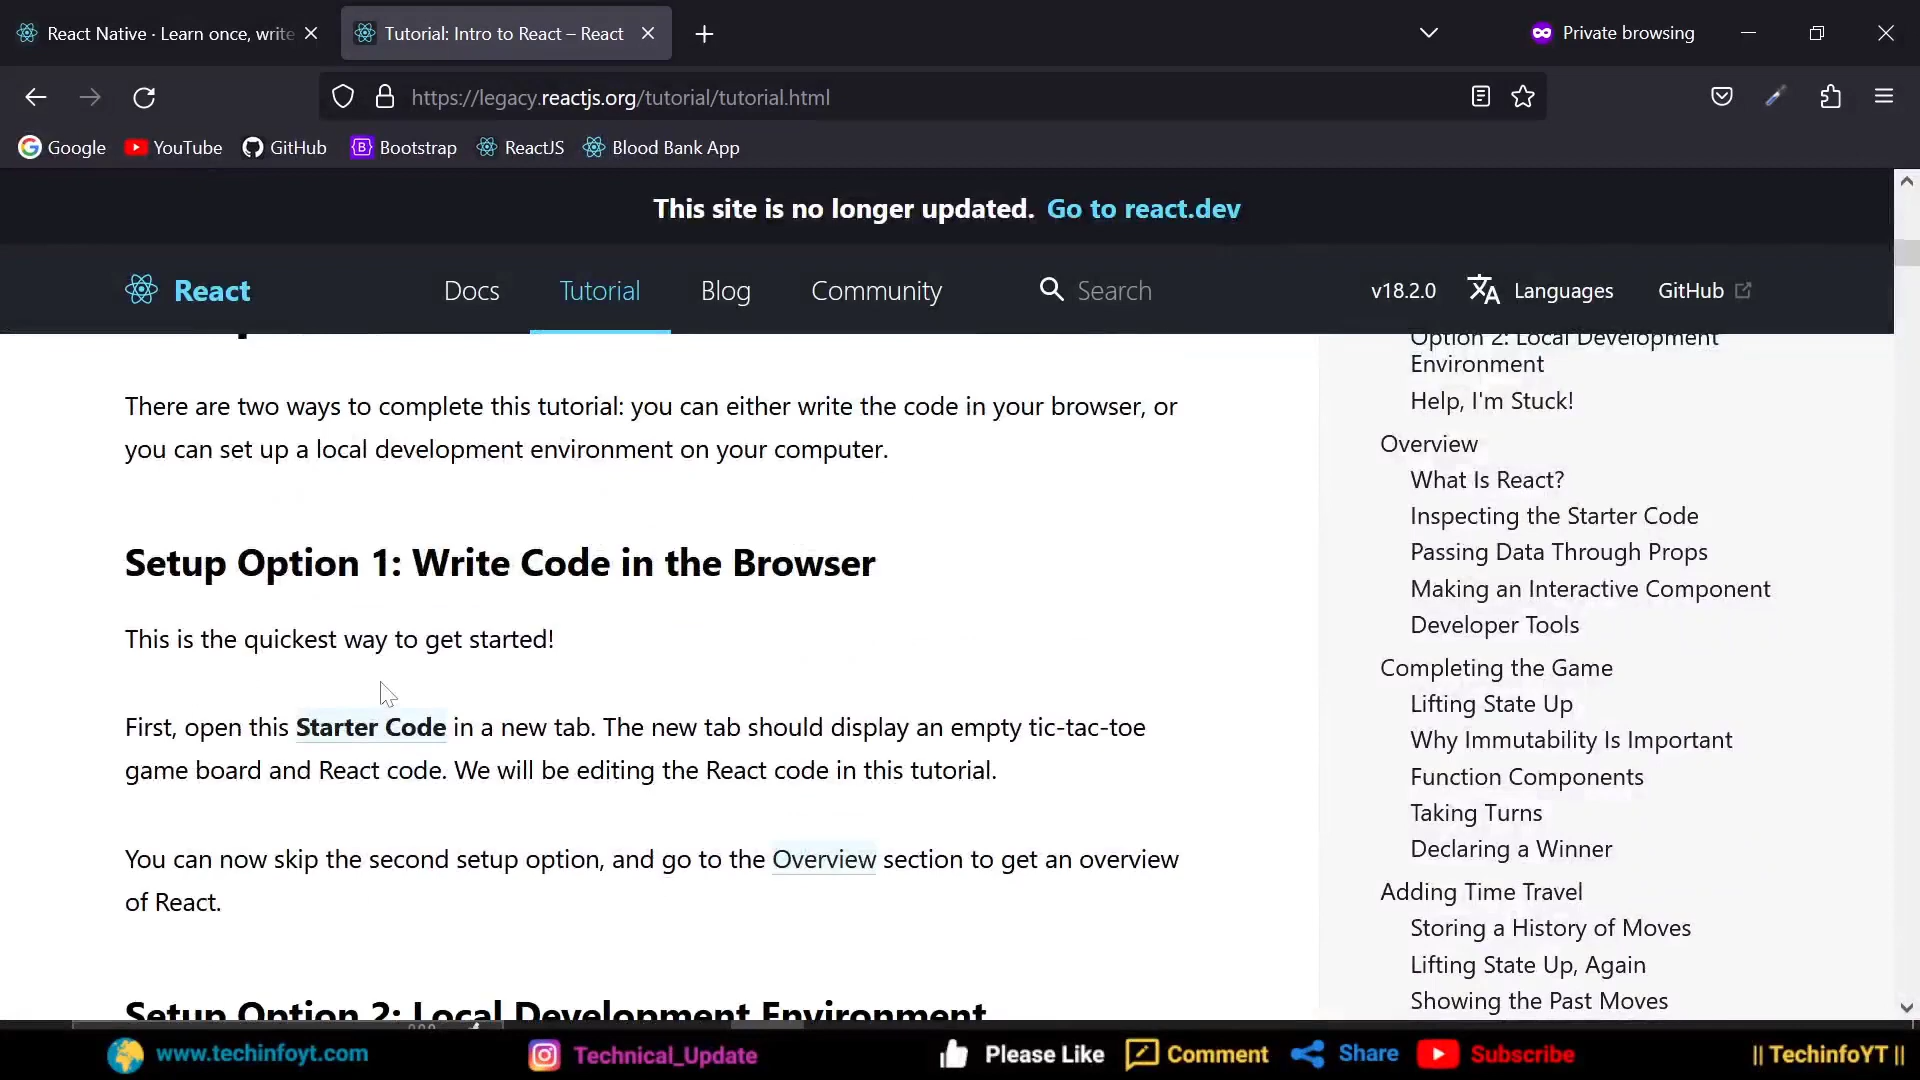 React Native · Learn once, write
Tutorial: Intro to React – React
Private browsing
https://legacy.reactjs.org/tutorial/tutorial.html
Google
YouTube
GitHub
Bootstrap
ReactJS
Blood Bank App
This site is no longer updated. Go to react.dev
React
Docs
Tutorial
Blog
Community
Search
v18.2.0
Languages
GitHub
There are two ways to complete this tutorial: you can either write the code in your browser, or
you can set up a local development environment on your computer.
Setup Option 1: Write Code in the Browser
This is the quickest way to get started!
First, open this Starter Code in a new tab. The new tab should display an empty tic-tac-toe
game board and React code. We will be editing the React code in this tutorial.
You can now skip the second setup option, and go to the Overview section to get an overview
of React.
Setup Option 2: Local Development Environment
Option 2: Local Development
Environment
Help, I'm Stuck!
Overview
What Is React?
Inspecting the Starter Code
Passing Data Through Props
Making an Interactive Component
Developer Tools
Completing the Game
Lifting State Up
Why Immutability Is Important
Function Components
Taking Turns
Declaring a Winner
Adding Time Travel
Storing a History of Moves
Lifting State Up, Again
Showing the Past Moves
www.techinfoyt.com
Technical_Update
Please Like
Comment
Share
Subscribe
|| TechinfoYT ||